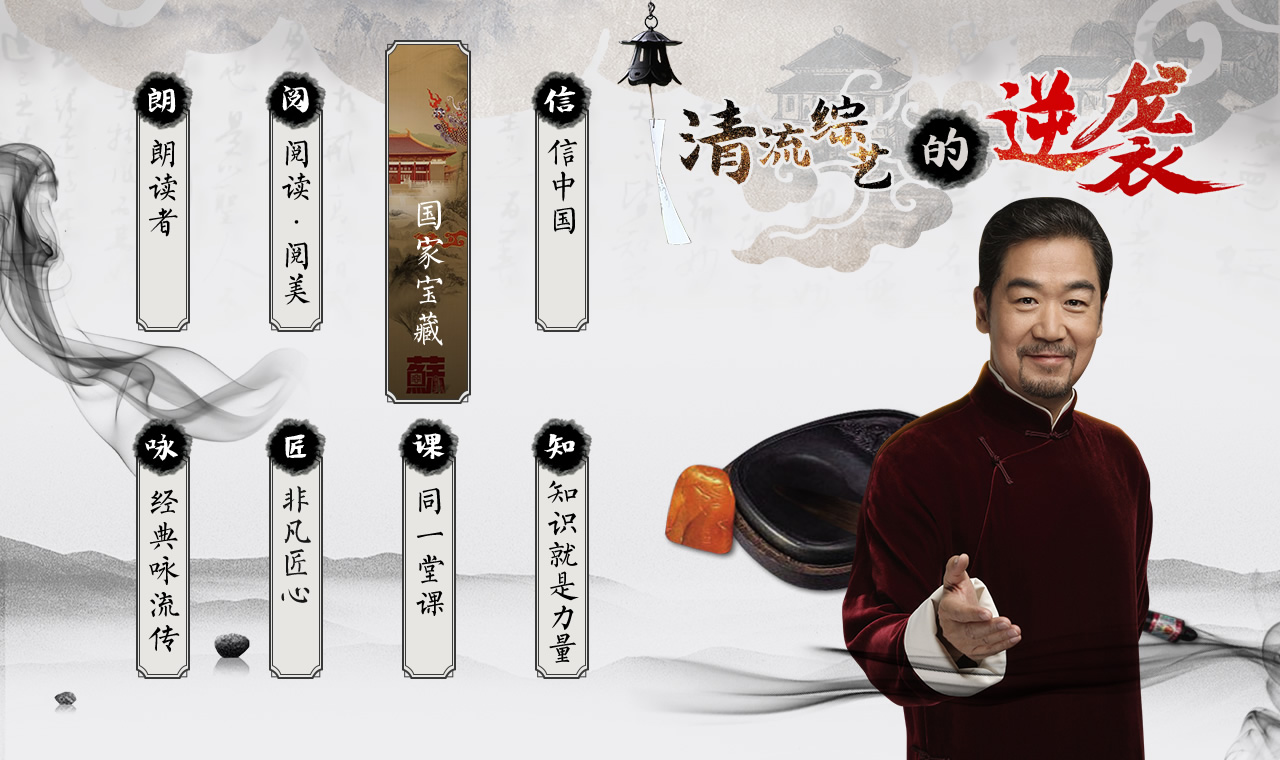 清流综艺的逆袭
朗
朗读者
阅
阅读·阅美
国家宝藏
蘇
信
信中国
咏
经典咏流传
匠
非凡匠心
课
同一堂课
知
知识就是力量